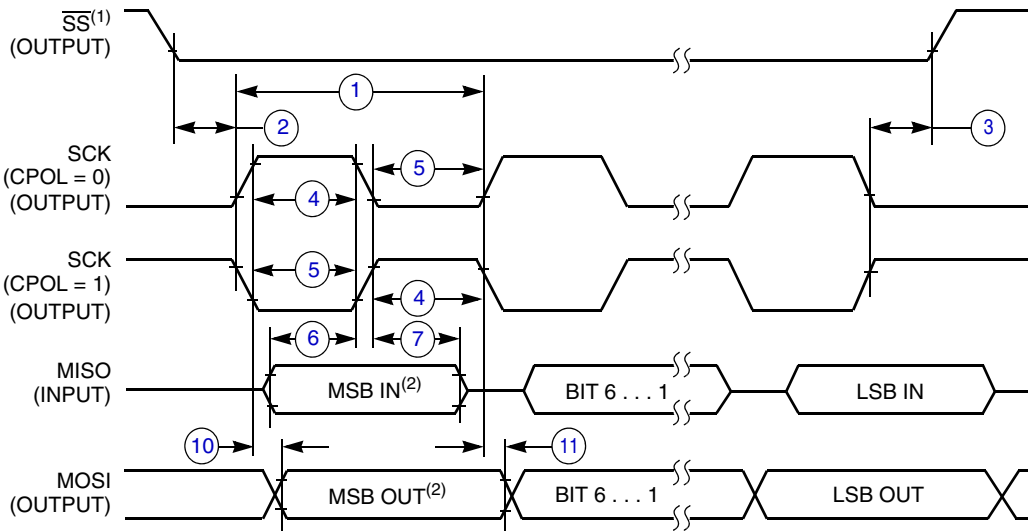 SS(1)
(OUTPUT)
1
2
3
SCK
(CPOL = 0)
(OUTPUT)
5
4
SCK
(CPOL = 1)
(OUTPUT)
5
4
6
7
MISO
(INPUT)
MSB IN(2)
BIT 6 . . . 1
LSB IN
10
11
MOSI
(OUTPUT)
MSB OUT(2)
BIT 6 . . . 1
LSB OUT